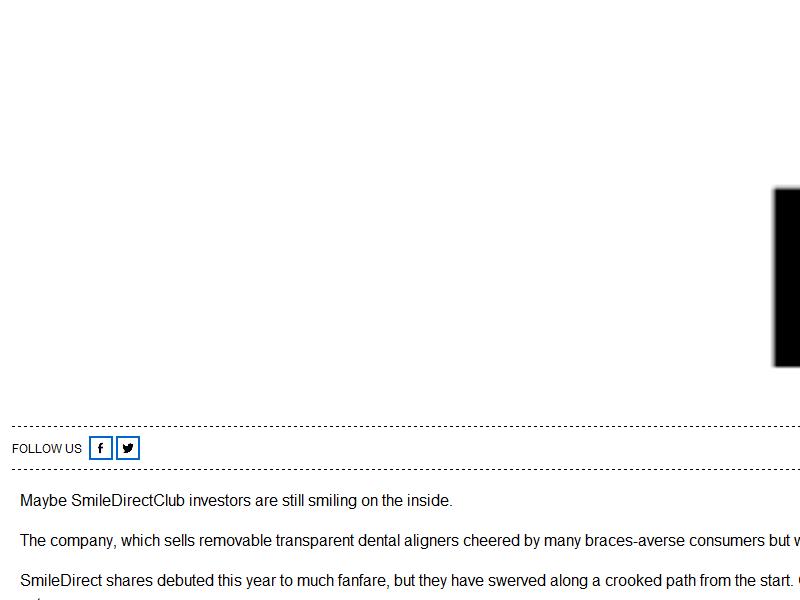 FOLLOW US
Maybe SmileDirectClub investors are still smiling on the inside.
The company, which sells removable transparent dental aligners cheered by many braces-averse consumers but
SmileDirect shares debuted this year to much fanfare, but they have swerved along a crooked path from the start.